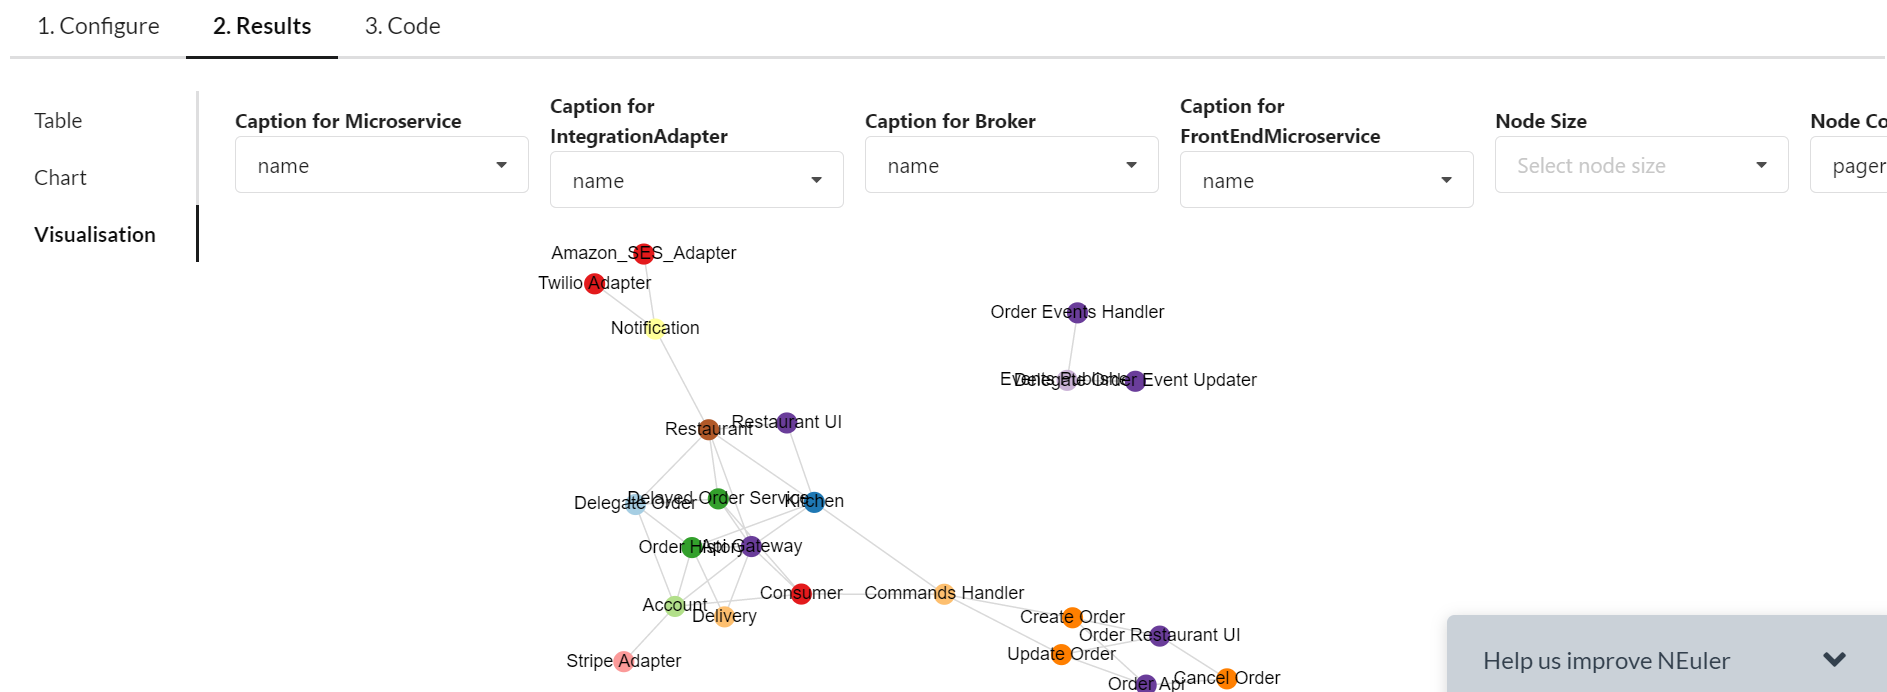 1. Configure
2. Results
3. Code
Table
Chart
Visualisation
Caption for Microservice
name
Caption for
IntegrationAdapter
name
Caption for Broker
name
Caption for
FrontEndMicroservice
name
Node Size
Select node size
Node Co
pager
Amazon_SES_Adapter
Twilio Adapter
Notification
Order Events Handler
Events Publisher
Delegate Order Event Updater
Restaurant
Restaurant UI
Delegate Order
Delayed Order Service
Kitchen
Order History
Api Gateway
Consumer
Commands Handler
Account
Delivery
Create Order
Order Restaurant UI
Update Order
Stripe Adapter
Order Api
Cancel Order
Help us improve NEuler